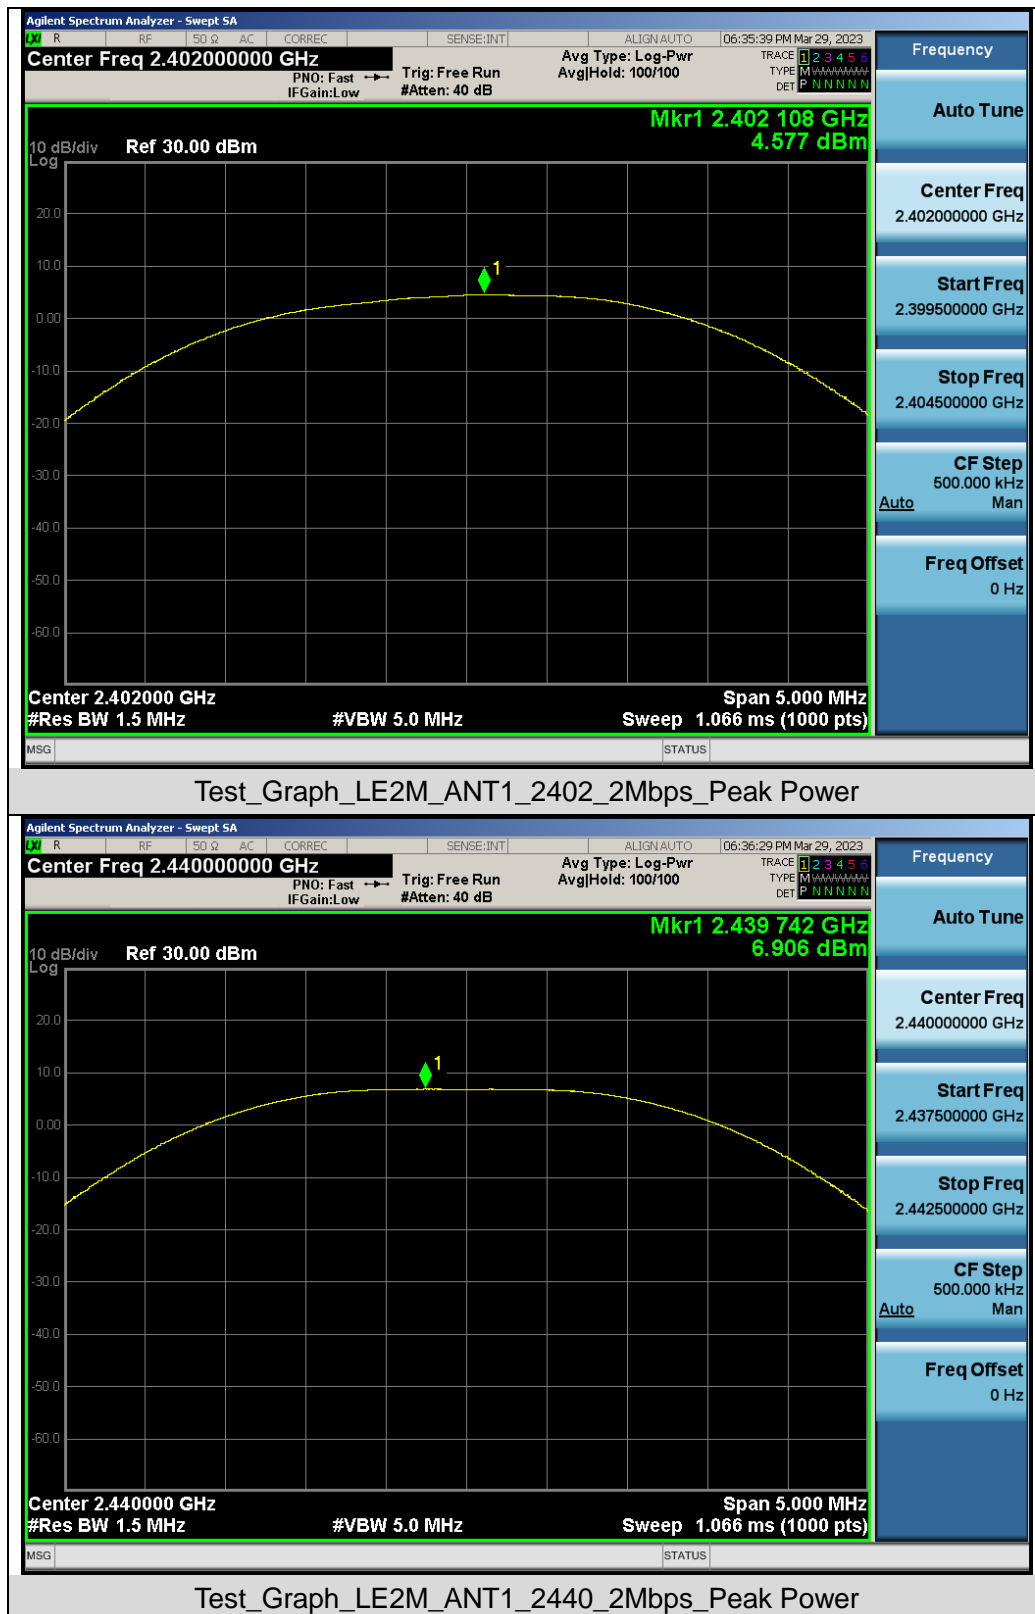 Agilent Spectrum Analyzer - Swept SA
LXI R RF 50 Ω AC CORREC SENSE:INT ALIGN AUTO 06:35:39 PM Mar 29, 2023
Center Freq 2.402000000 GHz
PNO: Fast
IFGain:Low
Trig: Free Run
#Atten: 40 dB
Avg Type: Log-Pwr
Avg|Hold: 100/100
TRACE 1 2 3 4 5 6
TYPE M
DET P N N N N N
Mkr1 2.402 108 GHz
4.577 dBm
10 dB/div Ref 30.00 dBm
Log
20.0
10.0
0.00
-10.0
-20.0
-30.0
-40.0
-50.0
-60.0
1
Center 2.402000 GHz Span 5.000 MHz
#Res BW 1.5 MHz #VBW 5.0 MHz Sweep 1.066 ms (1000 pts)
MSG STATUS
Frequency
Auto Tune
Center Freq
2.402000000 GHz
Start Freq
2.399500000 GHz
Stop Freq
2.404500000 GHz
CF Step
500.000 kHz
Auto Man
Freq Offset
0 Hz
Test_Graph_LE2M_ANT1_2402_2Mbps_Peak Power
Agilent Spectrum Analyzer - Swept SA
LXI R RF 50 Ω AC CORREC SENSE:INT ALIGN AUTO 06:36:29 PM Mar 29, 2023
Center Freq 2.440000000 GHz
PNO: Fast
IFGain:Low
Trig: Free Run
#Atten: 40 dB
Avg Type: Log-Pwr
Avg|Hold: 100/100
TRACE 1 2 3 4 5 6
TYPE M
DET P N N N N N
Mkr1 2.439 742 GHz
6.906 dBm
10 dB/div Ref 30.00 dBm
Log
20.0
10.0
0.00
-10.0
-20.0
-30.0
-40.0
-50.0
-60.0
1
Center 2.440000 GHz Span 5.000 MHz
#Res BW 1.5 MHz #VBW 5.0 MHz Sweep 1.066 ms (1000 pts)
MSG STATUS
Frequency
Auto Tune
Center Freq
2.440000000 GHz
Start Freq
2.437500000 GHz
Stop Freq
2.442500000 GHz
CF Step
500.000 kHz
Auto Man
Freq Offset
0 Hz
Test_Graph_LE2M_ANT1_2440_2Mbps_Peak Power